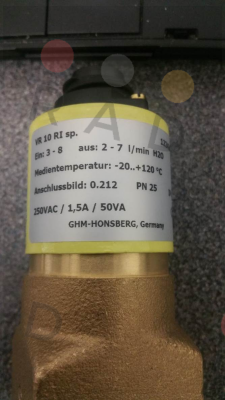 VR 10 RI sp.
Ein: 3 - 8 aus: 2 - 7 l/min H2O
Medientemperatur: -20..+120 °C
Anschlussbild: 0.212 PN 25
250VAC / 1,5A / 50VA
GHM-HONSBERG, Germany